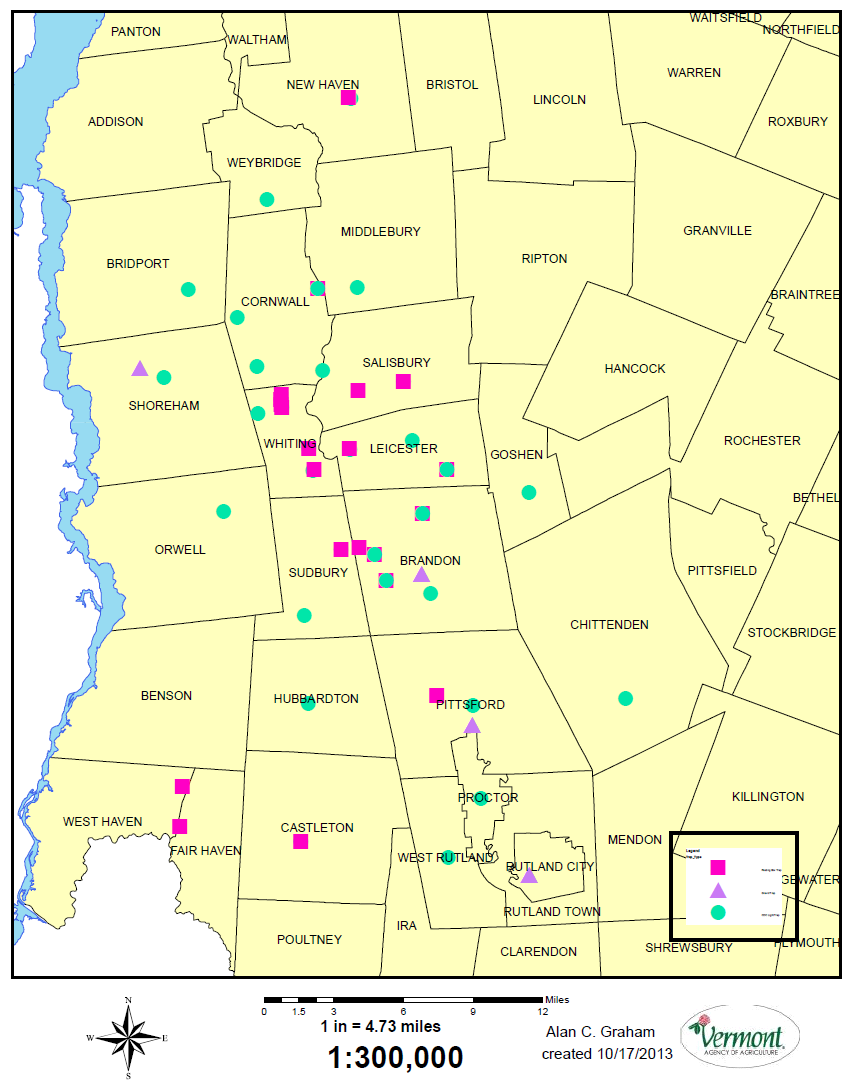 WAITSFIELD
PANTON
NORTHFIELD
WALTHAM
WARREN
NEW HAVEN
BRISTOL
LINCOLN
ADDISON
ROXBURY
WEYBRIDGE
MIDDLEBURY
GRANVILLE
RIPTON
BRIDPORT
BRAINTREE
CORNWALL
SALISBURY
HANCOCK
SHOREHAM
ROCHESTER
WHITING
LEICESTER
GOSHEN
BETHEL
ORWELL
BRANDON
SUDBURY
PITTSFIELD
CHITTENDEN
STOCKBRIDGE
BENSON
HUBBARDTON
PITTSFORD
PROCTOR
KILLINGTON
WEST HAVEN
CASTLETON
MENDON
FAIR HAVEN
WEST RUTLAND
Legend
trap_type
RUTLAND CITY
GEWATER
RUTLAND TOWN
IRA
POULTNEY
CLARENDON
SHREWSBURY
PLYMOUTH
N
W E
S
Miles
0 1.5 3 6 9 12
1 in = 4.73 miles
1:300,000
Alan C. Graham
created 10/17/2013
Vermont
AGENCY OF AGRICULTURE